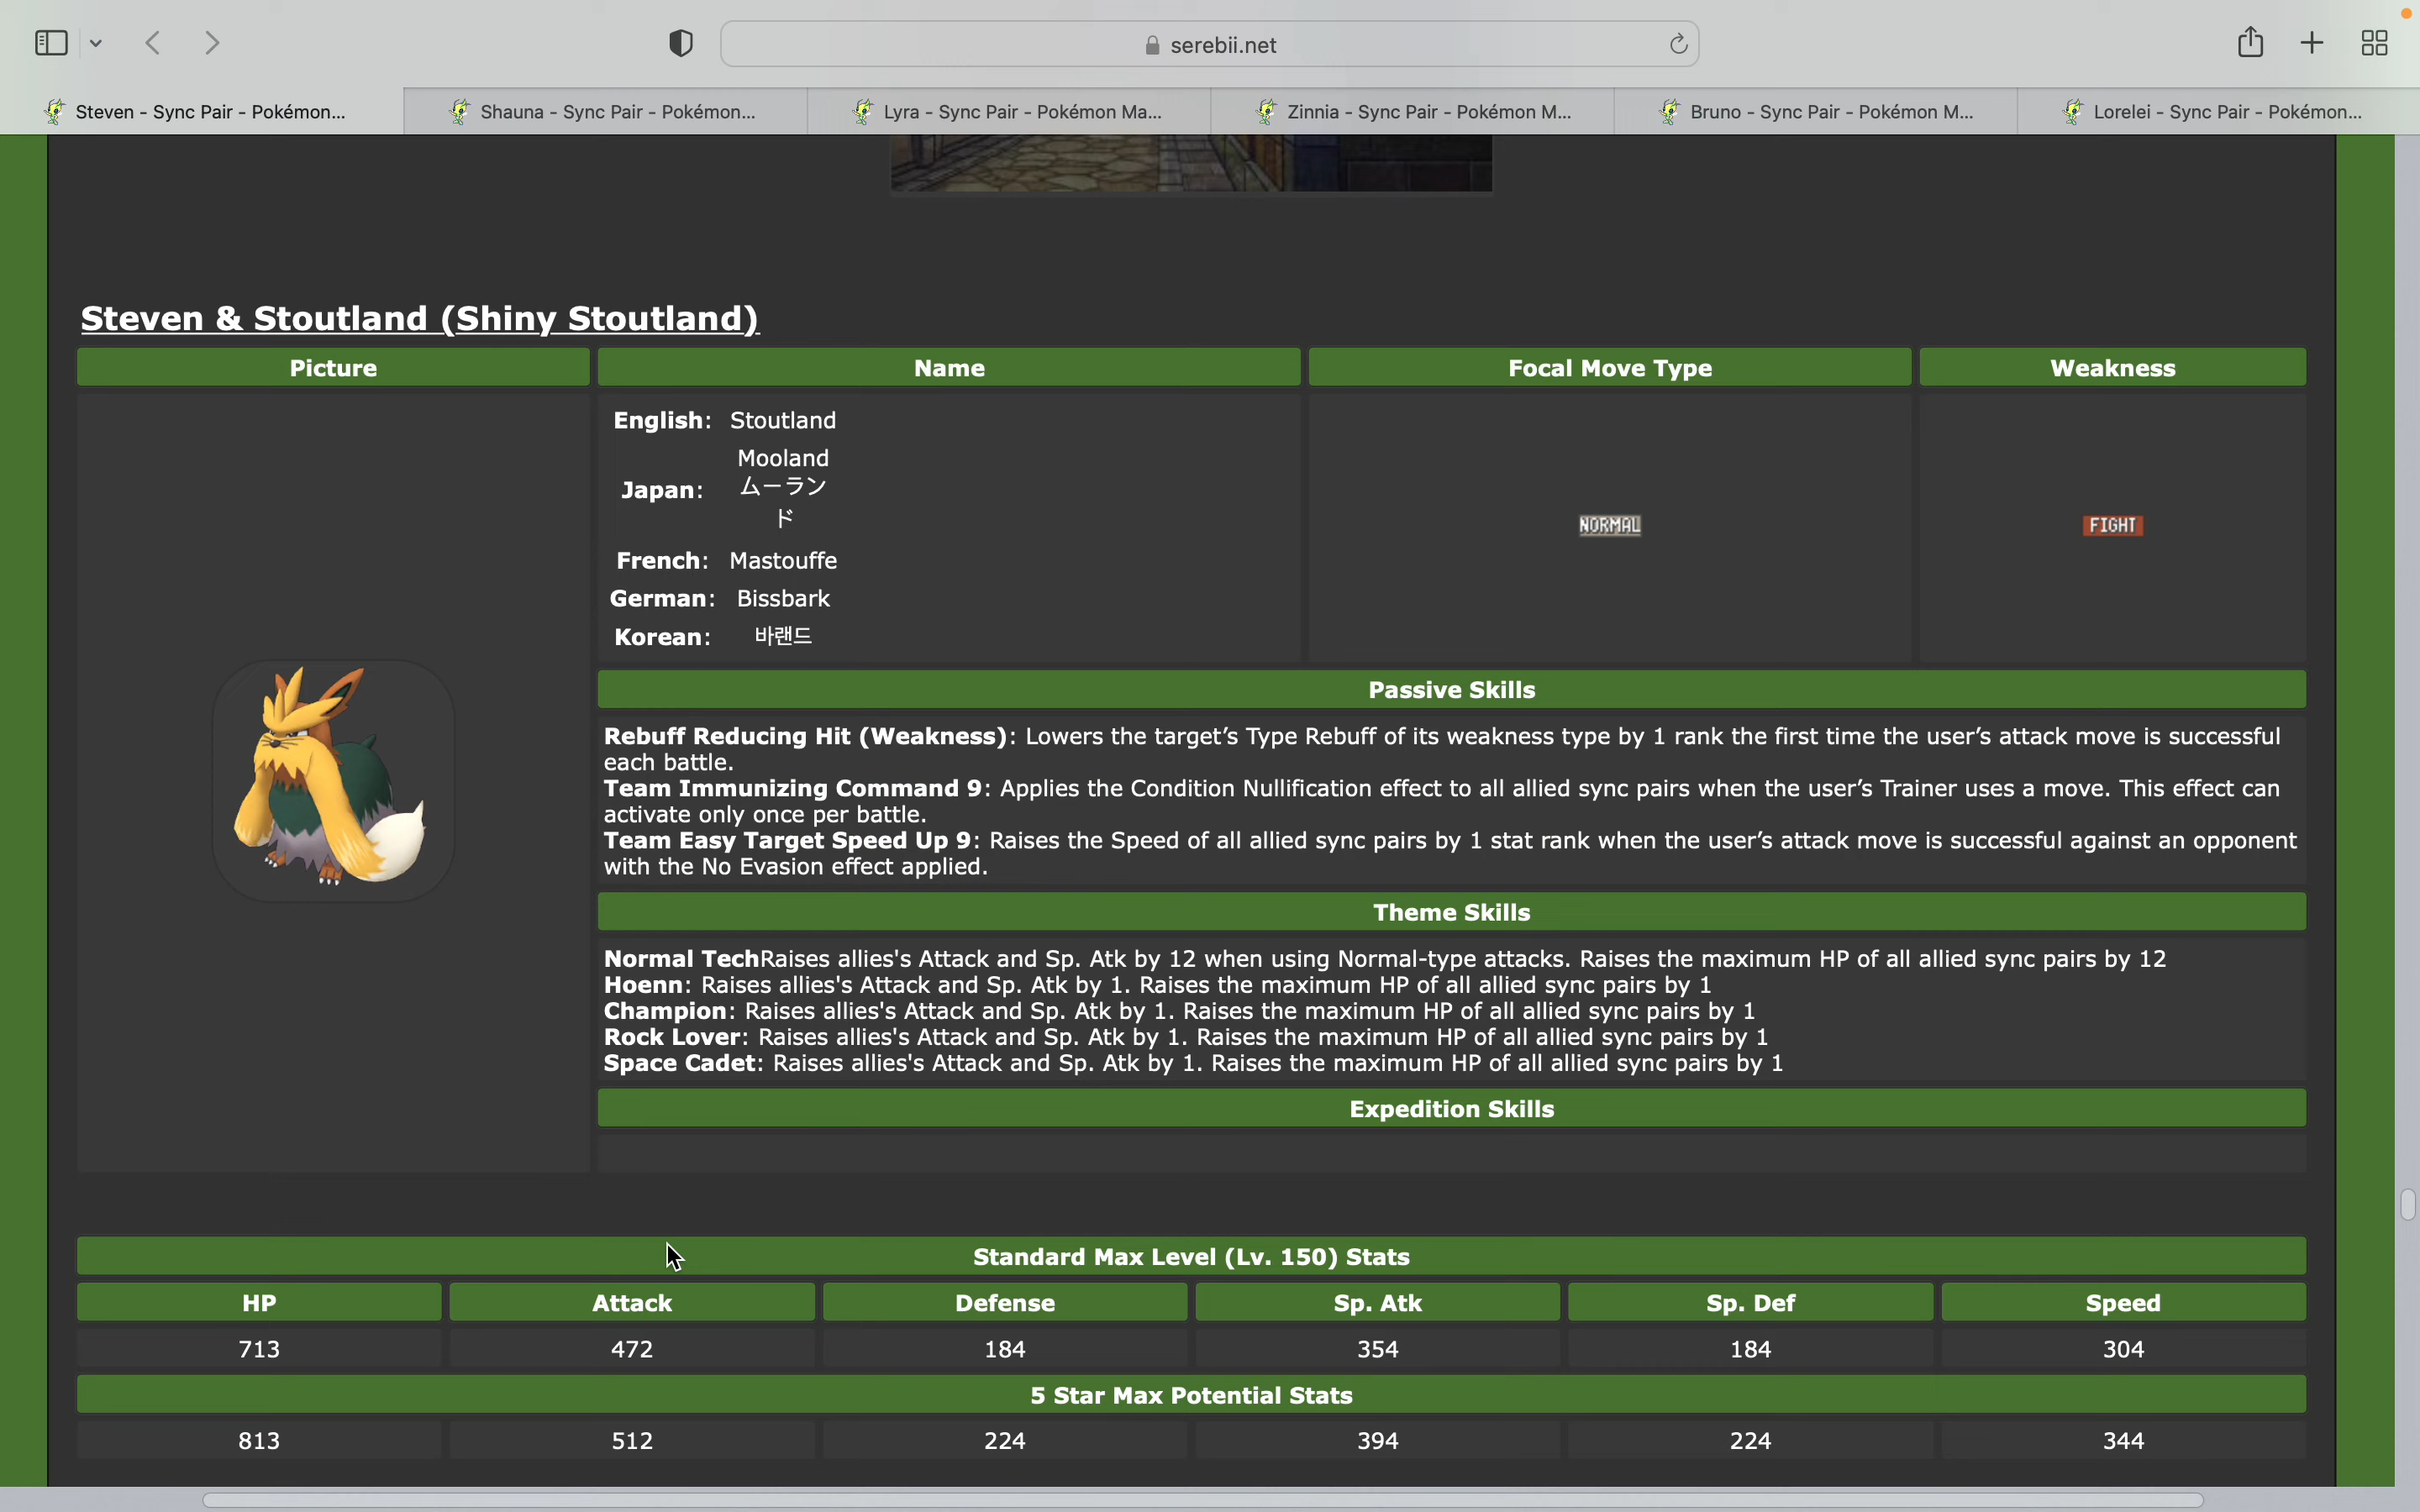 serebii.net
Steven - Sync Pair - Pokémon...
Shauna - Sync Pair - Pokémon...
Lyra - Sync Pair - Pokémon Ma...
Zinnia - Sync Pair - Pokémon M...
Bruno - Sync Pair - Pokémon M...
Lorelei - Sync Pair - Pokémon...
Steven & Stoutland (Shiny Stoutland)
Picture
Name
Focal Move Type
Weakness
English: Stoutland
Japan: Mooland
ムーラン
ド
French: Mastouffe
German: Bissbark
Korean: 바랜드
NORMAL
FIGHT
Passive Skills
Rebuff Reducing Hit (Weakness): Lowers the target's Type Rebuff of its weakness type by 1 rank the first time the user's attack move is successful
each battle.
Team Immunizing Command 9: Applies the Condition Nullification effect to all allied sync pairs when the user's Trainer uses a move. This effect can
activate only once per battle.
Team Easy Target Speed Up 9: Raises the Speed of all allied sync pairs by 1 stat rank when the user's attack move is successful against an opponent
with the No Evasion effect applied.
Theme Skills
Normal TechRaises allies's Attack and Sp. Atk by 12 when using Normal-type attacks. Raises the maximum HP of all allied sync pairs by 12
Hoenn: Raises allies's Attack and Sp. Atk by 1. Raises the maximum HP of all allied sync pairs by 1
Champion: Raises allies's Attack and Sp. Atk by 1. Raises the maximum HP of all allied sync pairs by 1
Rock Lover: Raises allies's Attack and Sp. Atk by 1. Raises the maximum HP of all allied sync pairs by 1
Space Cadet: Raises allies's Attack and Sp. Atk by 1. Raises the maximum HP of all allied sync pairs by 1
Expedition Skills
Standard Max Level (Lv. 150) Stats
HP Attack Defense Sp. Atk Sp. Def Speed
713 472 184 354 184 304
5 Star Max Potential Stats
813 512 224 394 224 344